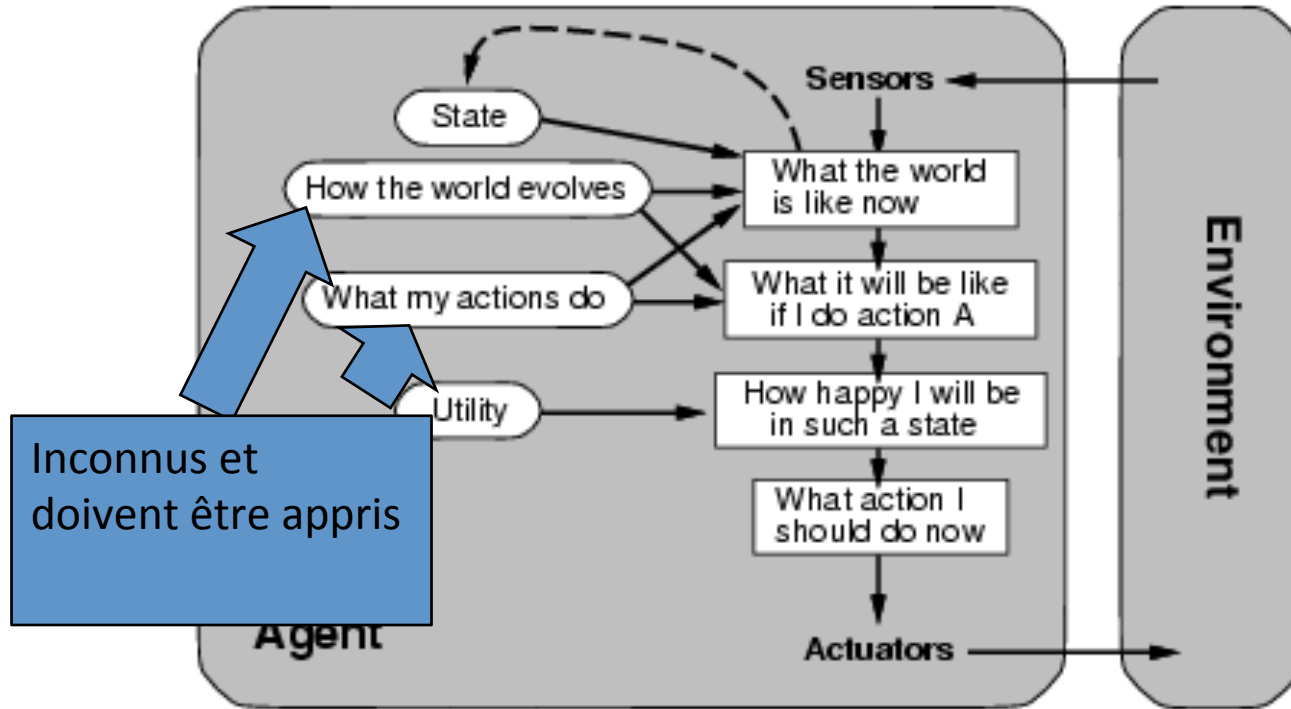 Sensors
State
What the world
is like now
How the world evolves
What my actions do
What it will be like
if I do action A
Utility
How happy I will be
in such a state
Inconnus et
doivent être appris
What action I
should do now
Agent
Actuators
Environment